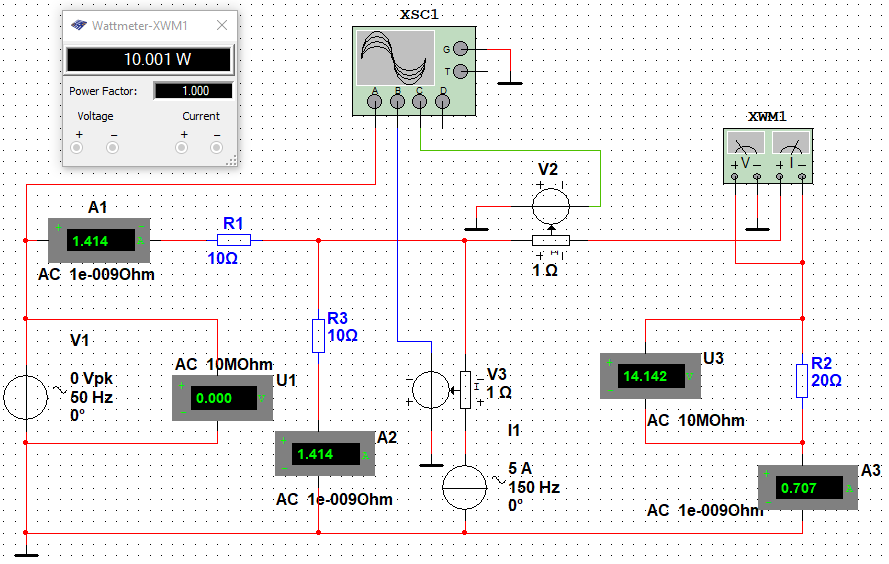 XSC1
Wattmeter-XWM1
10.001 W
Power Factor: 1.000
Voltage Current
+ - + -
G
T
A B C D
XWM1
V I
+ - + -
V2
+ -
A1
+ -
1.414 A
AC 1e-009Ohm
R1
10Ω
+ -
1 Ω
R3
10Ω
V1
0 Vpk
50 Hz
0°
AC 10MOhm
U1
+
0.000 V
-
V3
1 Ω
- -
+ +
U3
+
14.142 V
-
AC 10MOhm
R2
20Ω
A2
+
1.414 A
-
AC 1e-009Ohm
I1
5 A
150 Hz
0°
A3
+
0.707 A
-
AC 1e-009Ohm